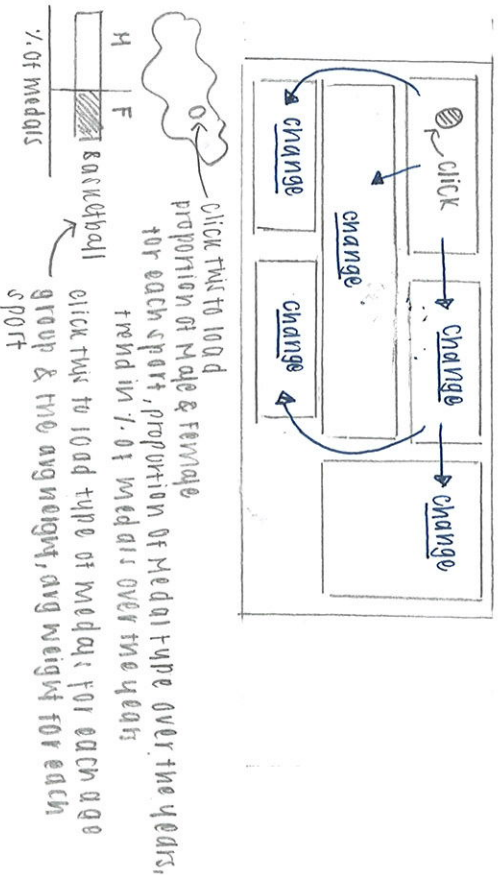 click
change
change
change
change
change
click this to load
proportion of Male & Female
for each sport, proportion of Medal type over the years,
trend in % of medals over the years
M F
Basketball
% of medals
click this to load type of medals for each age
group & the avg height, avg weight for each
sport